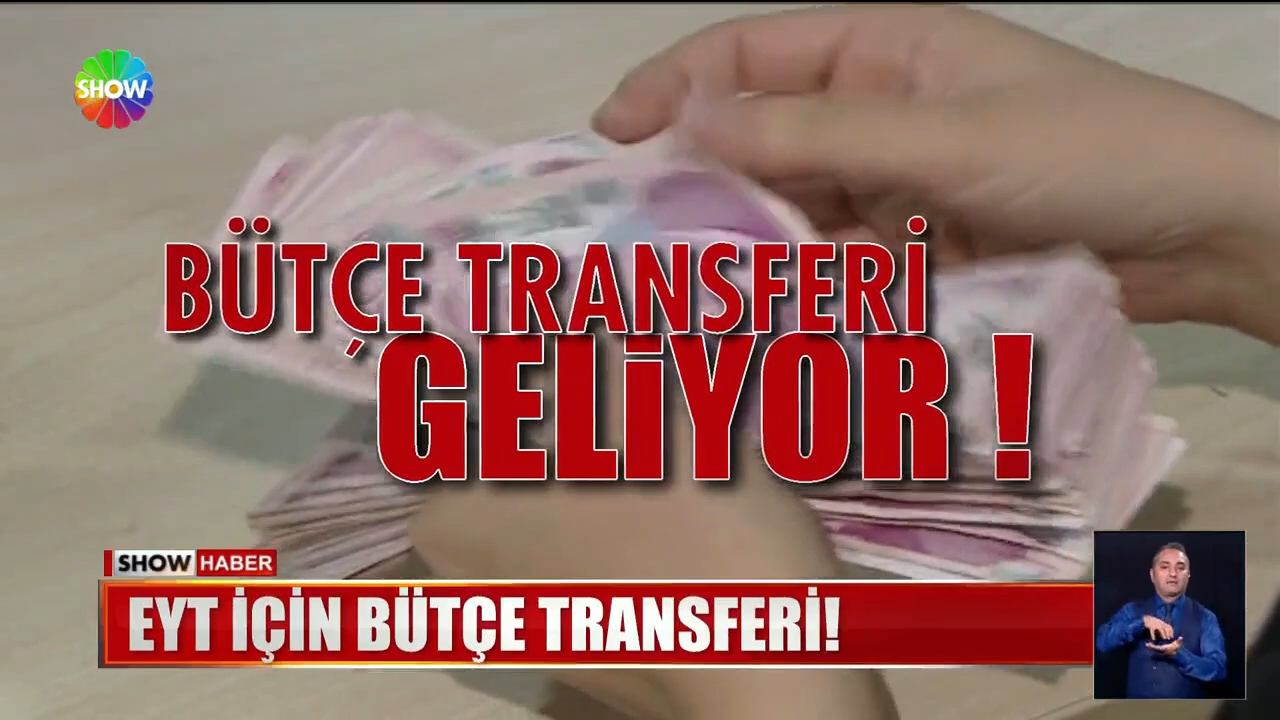 SHOW
BÜTÇE TRANSFERİ
GELİYOR !
SHOW HABER
EYT İÇİN BÜTÇE TRANSFERİ!